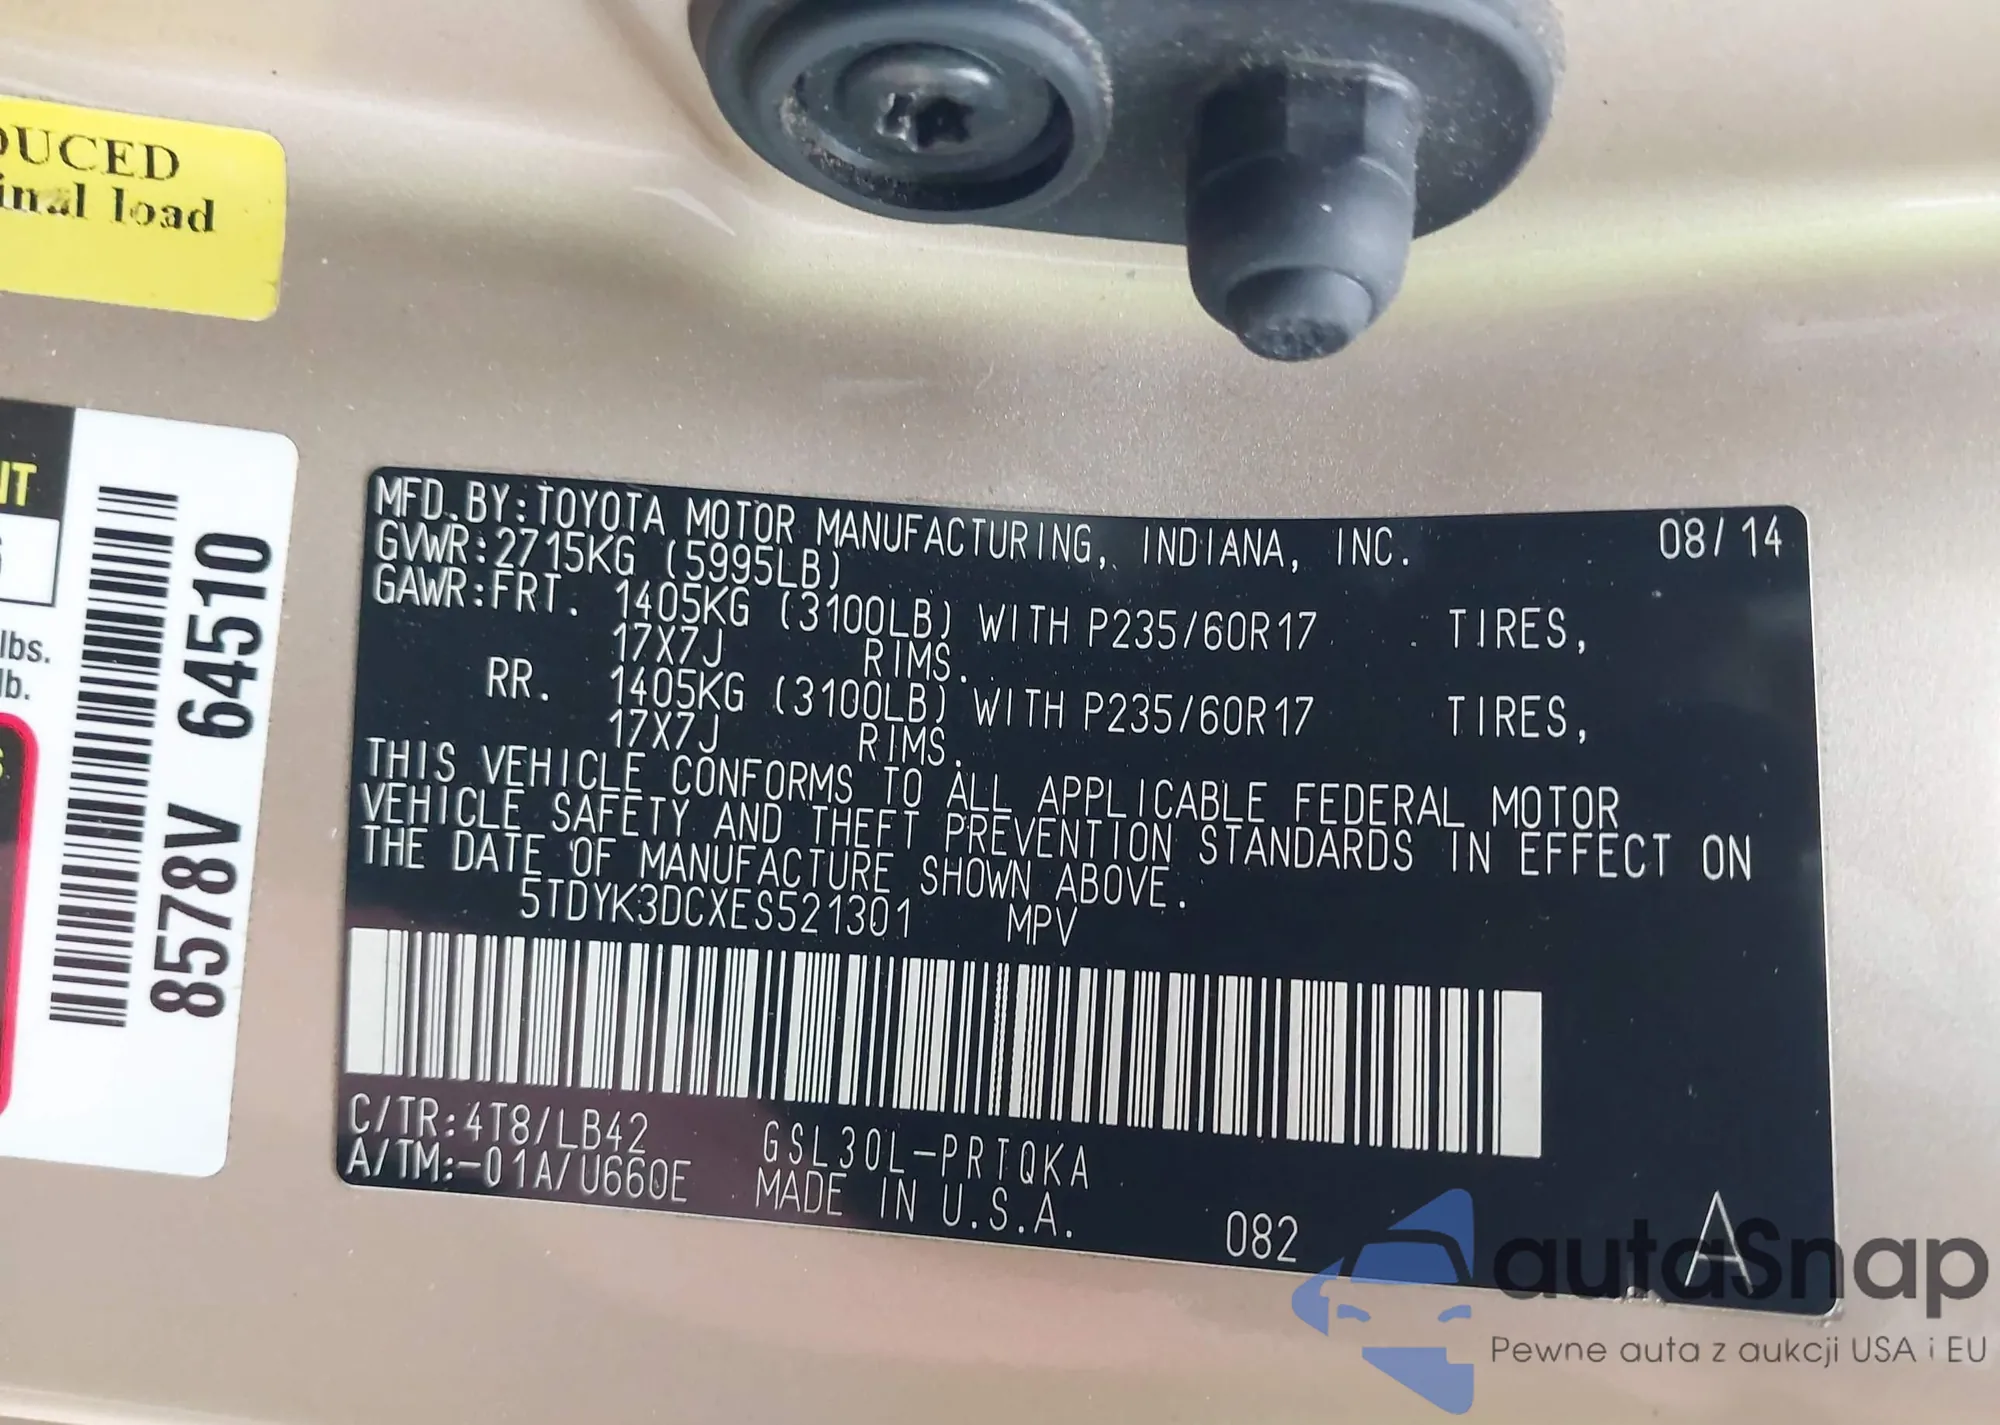 DUCED
inal load
IT
lbs.
lb.
8578V 64510
MFD. BY: TOYOTA MOTOR MANUFACTURING, INDIANA, INC. 08/14
GVWR: 2715KG (5995LB)
GAWR: FRT. 1405KG (3100LB) WITH P235/60R17 TIRES,
17X7J RIMS.
RR. 1405KG (3100LB) WITH P235/60R17 TIRES,
17X7J RIMS.
THIS VEHICLE CONFORMS TO ALL APPLICABLE FEDERAL MOTOR
VEHICLE SAFETY AND THEFT PREVENTION STANDARDS IN EFFECT ON
THE DATE OF MANUFACTURE SHOWN ABOVE.
5TDYK3DCXES521301 MPV
C/TR: 4T8/LB42 GSL30L-PRTQKA
A/TM: -01A/U660E MADE IN U.S.A.
082 A
autaSnap
Pewne auta z aukcji USA i EU